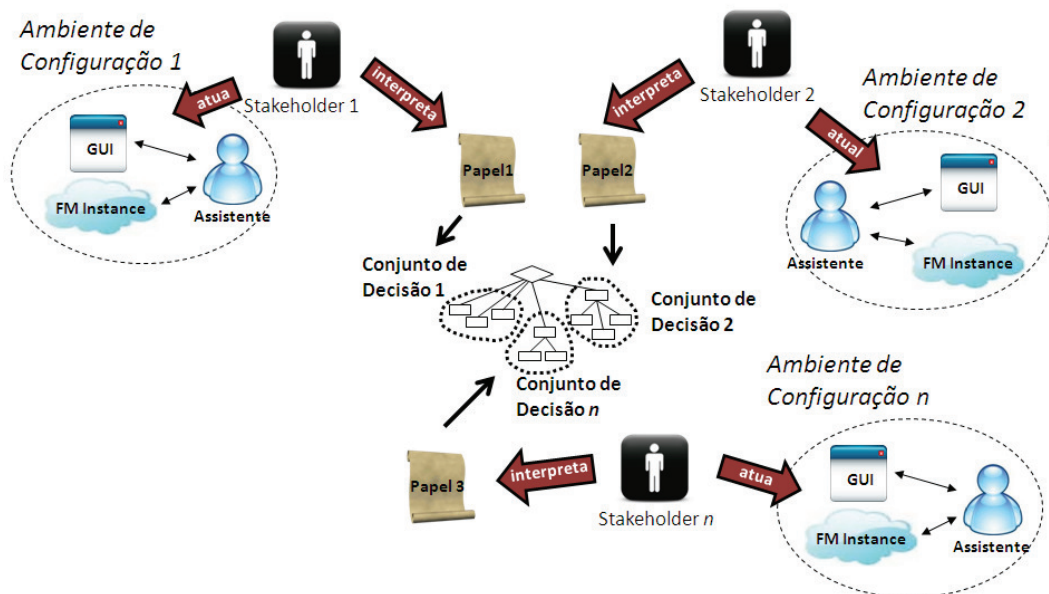 Ambiente de
Configuração 1
atua
Stakeholder 1
interpreta
GUI
FM Instance
Assistente
Papel1
interpreta
Stakeholder 2
Papel2
Ambiente de
Configuração 2
atual
GUI
Assistente
FM Instance
Conjunto de
Decisão 1
Conjunto de
Decisão 2
Conjunto de
Decisão n
Papel 3
interpreta
Stakeholder n
atua
Ambiente de
Configuração n
GUI
FM Instance
Assistente